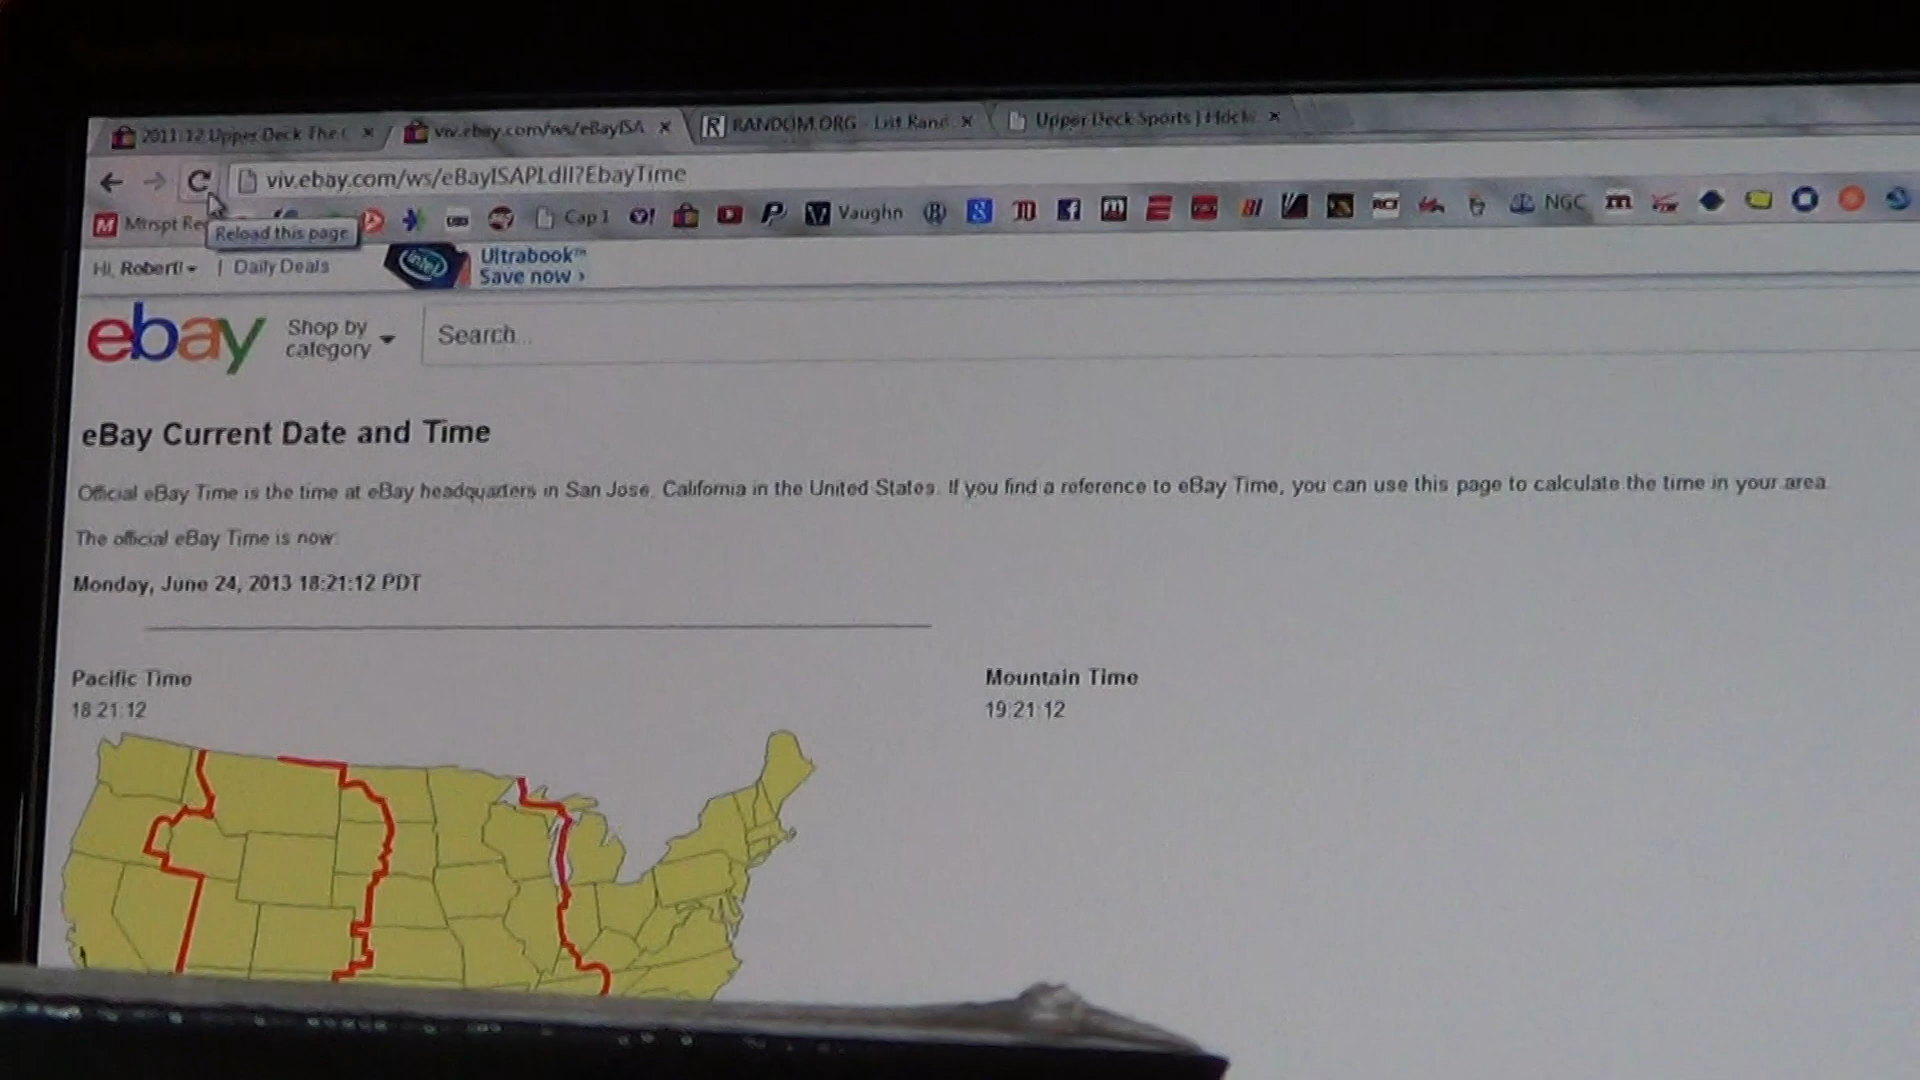 2011-12 Upper Deck The C
viv.ebay.com/ws/eBayISA
RANDOM.ORG - List Rand
Upper Deck Sports | Hocke
viv.ebay.com/ws/eBayISAPI.dll?EbayTime
Mtrspt Re
Cap 1
Vaughn
NGC
Reload this page
Hi, Robert! | Daily Deals
intel
Ultrabook™
Save now ›
ebay
Shop by
category
Search...
eBay Current Date and Time
Official eBay Time is the time at eBay headquarters in San Jose, California in the United States. If you find a reference to eBay Time, you can use this page to calculate the time in your area.
The official eBay Time is now:
Monday, June 24, 2013 18:21:12 PDT
Pacific Time
18:21:12
Mountain Time
19:21:12